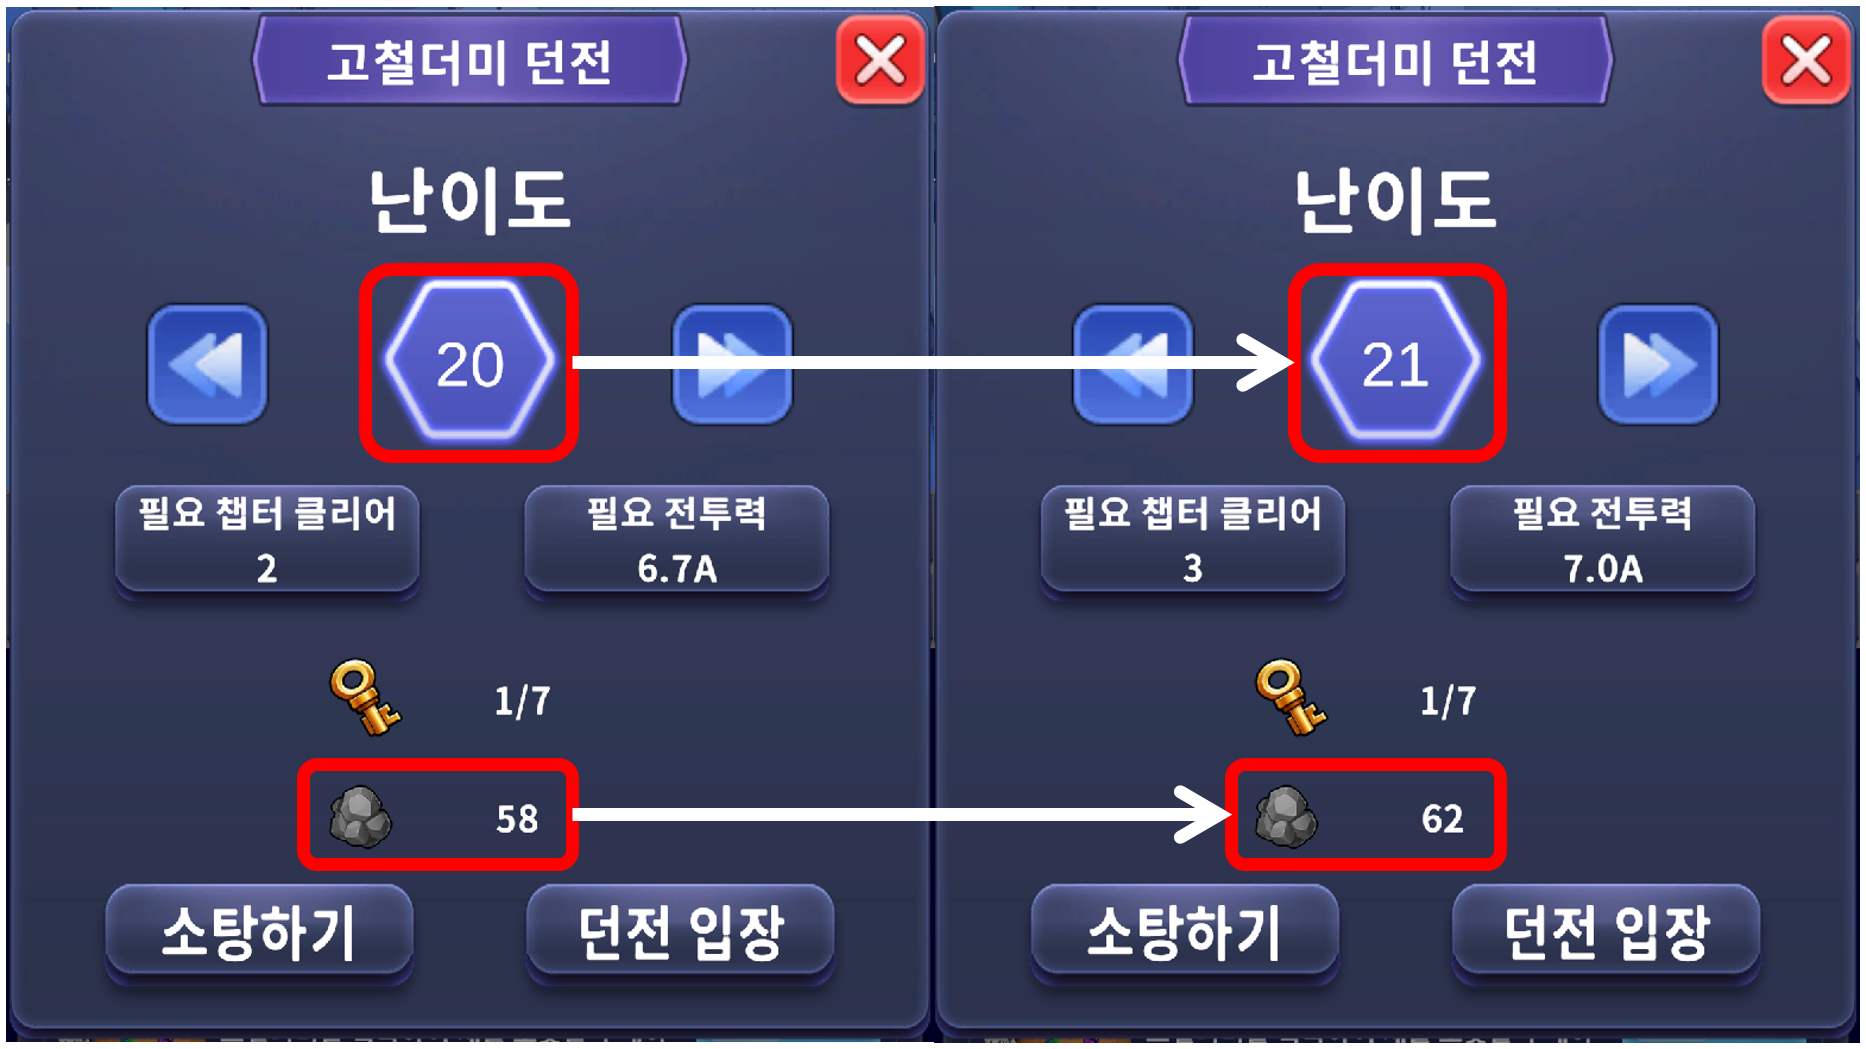 고철더미 던전
난이도
20
필요 챕터 클리어
2
필요 전투력
6.7A
1/7
58
소탕하기
던전 입장
고철더미 던전
난이도
21
필요 챕터 클리어
3
필요 전투력
7.0A
1/7
62
소탕하기
던전 입장